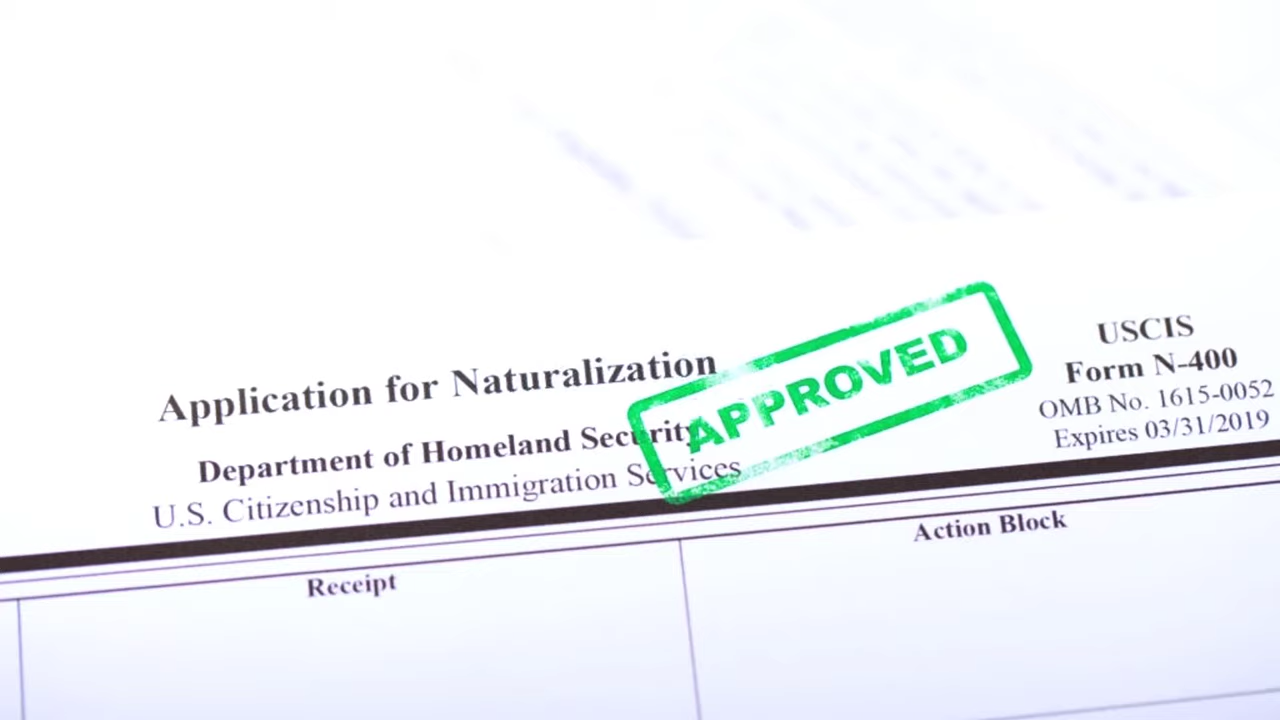 Application for Naturalization
Department of Homeland Security
U.S. Citizenship and Immigration Services
APPROVED
USCIS
Form N-400
OMB No. 1615-0052
Expires 03/31/2019
Receipt
Action Block